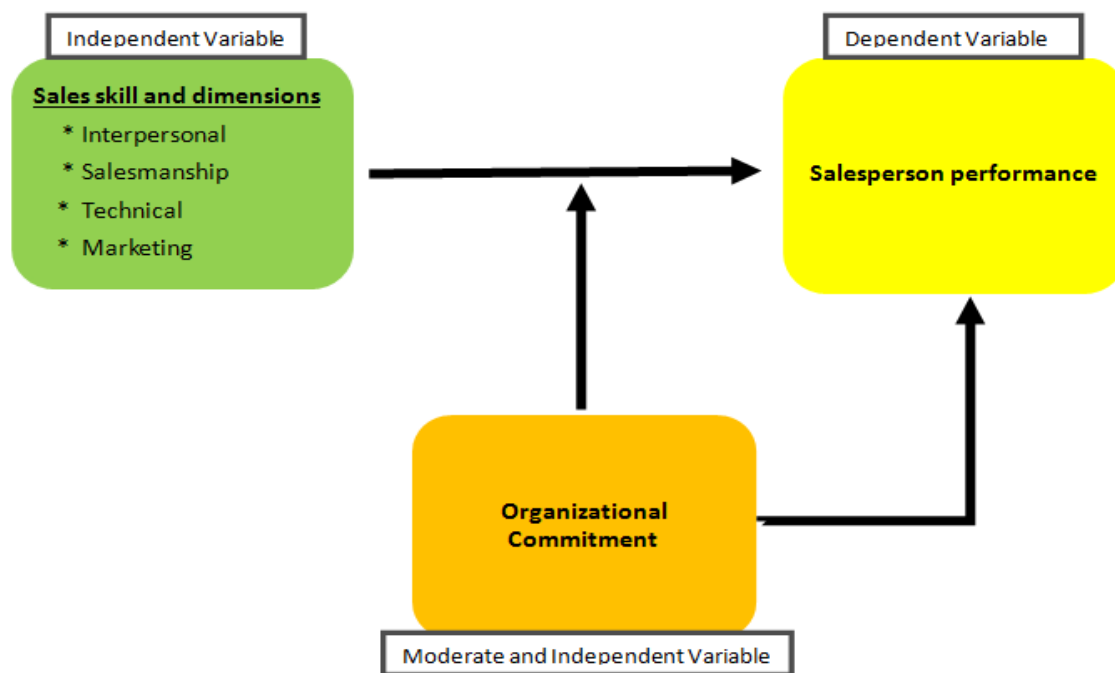 Independent Variable
Dependent Variable
Sales skill and dimensions
* Interpersonal
* Salesmanship
* Technical
* Marketing
Salesperson performance
Organizational
Commitment
Moderate and Independent Variable